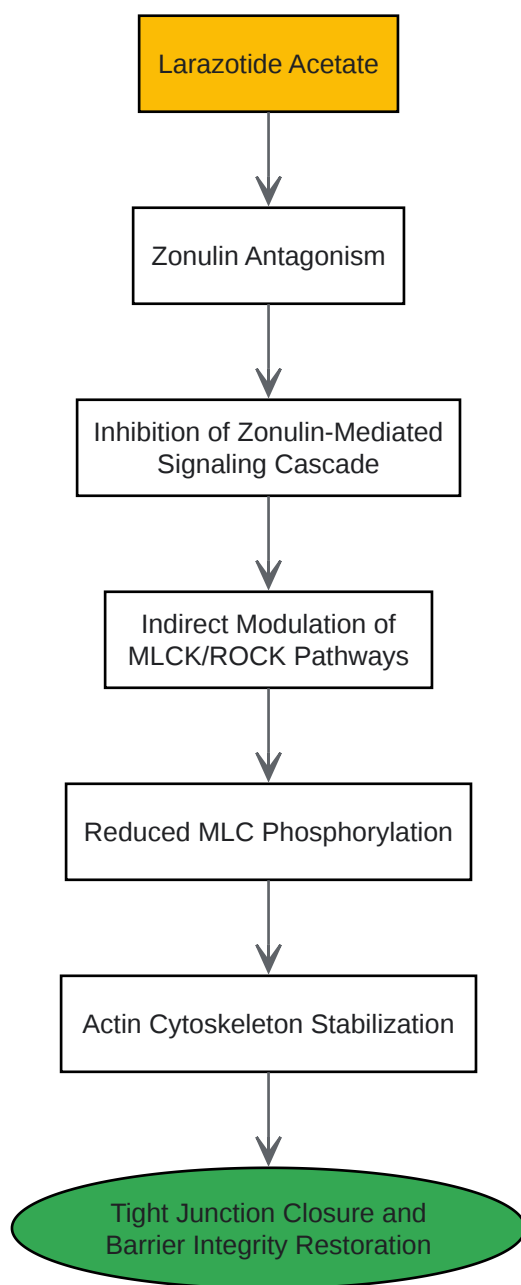 Larazotide Acetate
Zonulin Antagonism
Inhibition of Zonulin-Mediated
Signaling Cascade
Indirect Modulation of
MLCK/ROCK Pathways
Reduced MLC Phosphorylation
Actin Cytoskeleton Stabilization
Tight Junction Closure and
Barrier Integrity Restoration